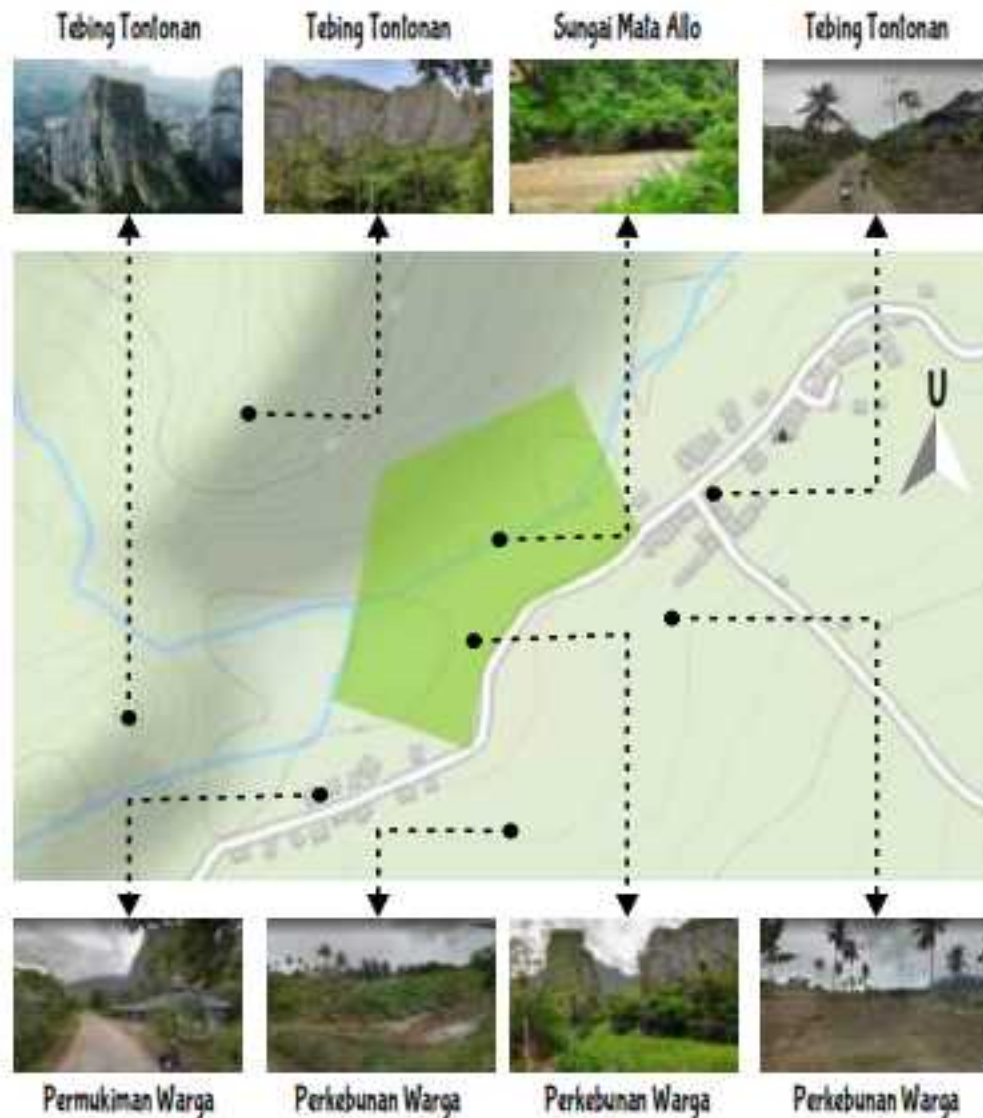 Tebing Tontonan
Tebing Tontonan
Sungai Mata Allo
Tebing Tontonan
U
Permukiman Warga
Perkebunan Warga
Perkebunan Warga
Perkebunan Warga